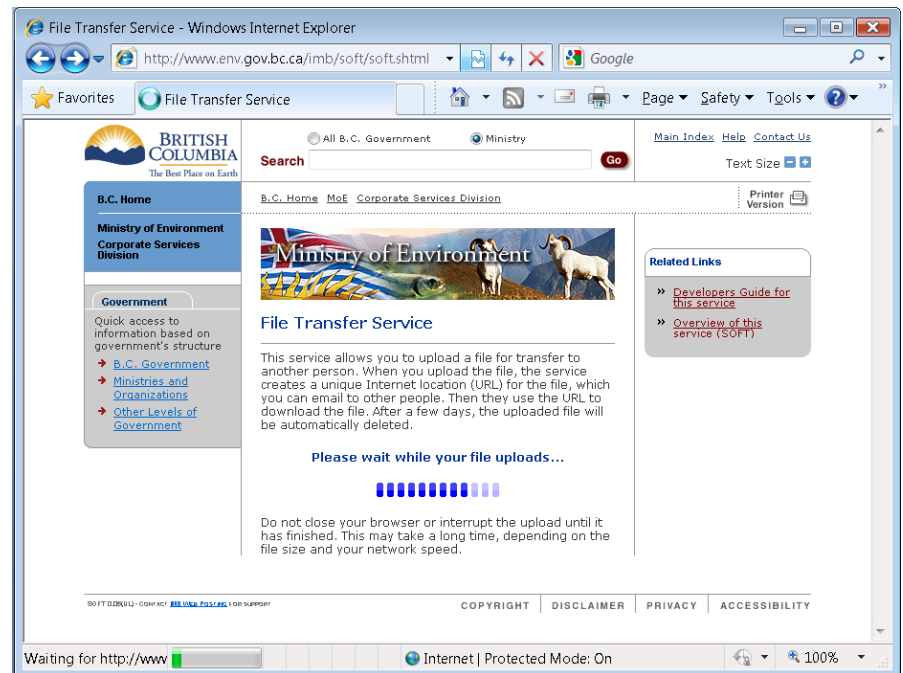 File Transfer Service - Windows Internet Explorer
http://www.env.gov.bc.ca/imb/soft/soft.shtml
Google
Favorites
File Transfer Service
Page
Safety
Tools
BRITISH
COLUMBIA
The Best Place on Earth
All B.C. Government
Ministry
Search
Go
Main Index Help Contact Us
Text Size
B.C. Home
Ministry of Environment
Corporate Services
Division
B.C. Home MoE Corporate Services Division
Printer
Version
Government
Quick access to
information based on
government's structure
B.C. Government
Ministries and
Organizations
Other Levels of
Government
Ministry of Environment
File Transfer Service
This service allows you to upload a file for transfer to
another person. When you upload the file, the service
creates a unique Internet location (URL) for the file, which
you can email to other people. Then they use the URL to
download the file. After a few days, the uploaded file will
be automatically deleted.
Please wait while your file uploads...
Do not close your browser or interrupt the upload until it
has finished. This may take a long time, depending on the
file size and your network speed.
Related Links
» Developers Guide for
this service
» Overview of this
service (SOFT)
COPYRIGHT
DISCLAIMER
PRIVACY
ACCESSIBILITY
Waiting for http://www
Internet | Protected Mode: On
100%